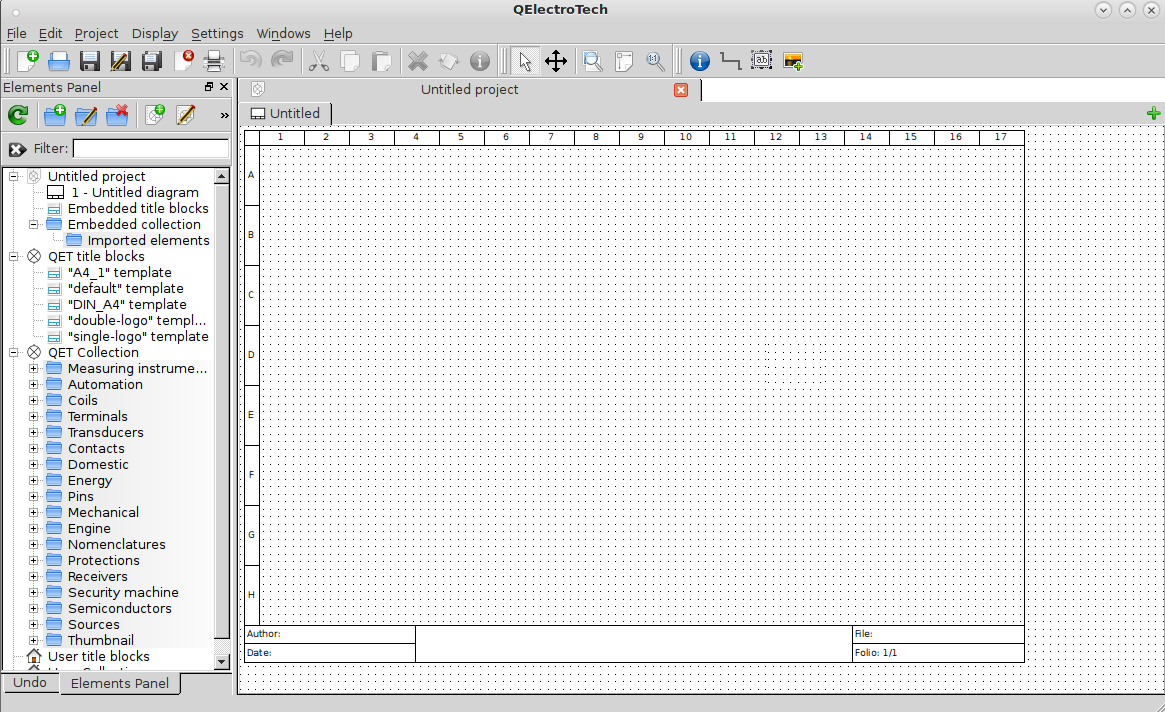 QElectroTech
File Edit Project Display Settings Windows Help
Elements Panel
Untitled project
Untitled
»
Filter:
Untitled project
1 - Untitled diagram
Embedded title blocks
Embedded collection
Imported elements
QET title blocks
"A4_1" template
"default" template
"DIN_A4" template
"double-logo" templ...
"single-logo" template
QET Collection
Measuring instrume...
Automation
Coils
Terminals
Transducers
Contacts
Domestic
Energy
Pins
Mechanical
Engine
Nomenclatures
Protections
Receivers
Security machine
Semiconductors
Sources
Thumbnail
User title blocks
Undo Elements Panel
1 2 3 4 5 6 7 8 9 10 11 12 13 14 15 16 17
A
B
C
D
E
F
G
H
Author:
Date:
File:
Folio: 1/1